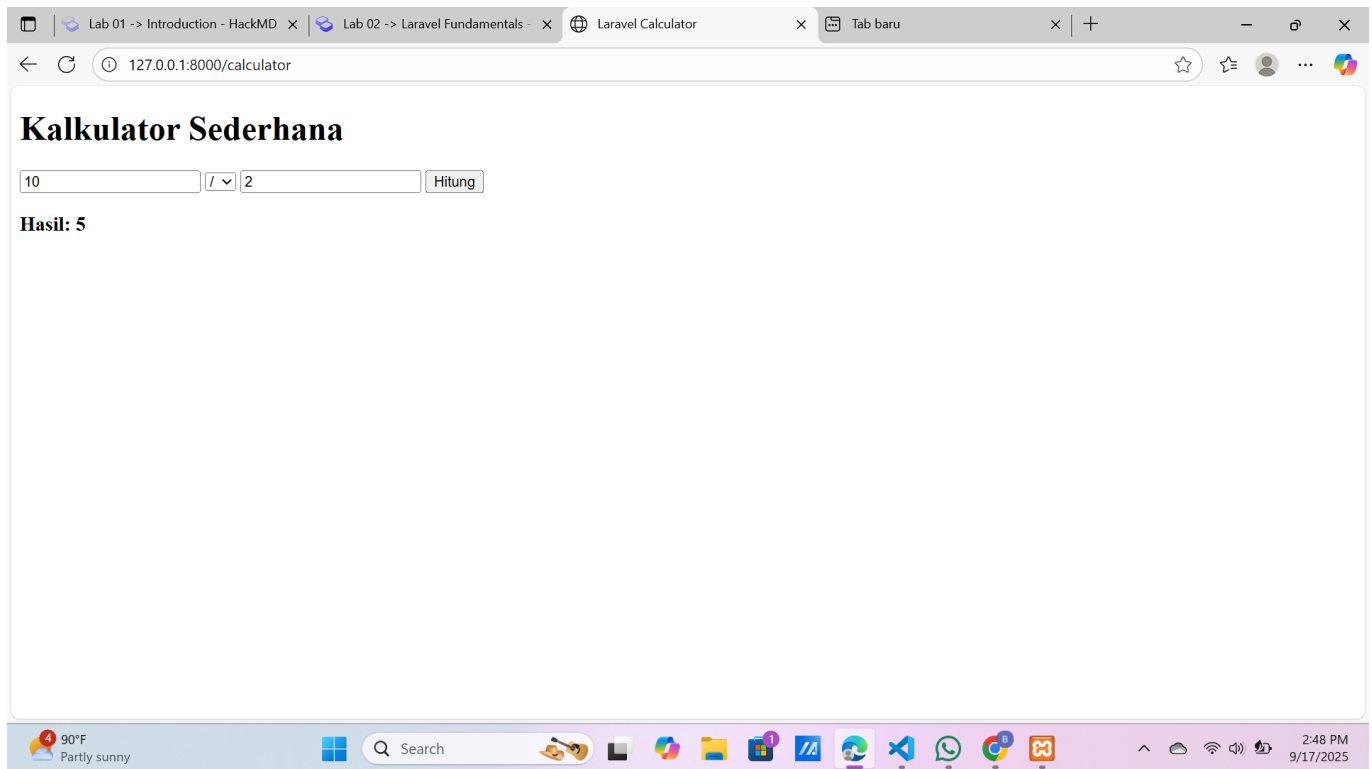 Lab 01 -> Introduction - HackMD
Lab 02 -> Laravel Fundamentals -
Laravel Calculator
Tab baru
127.0.0.1:8000/calculator
Kalkulator Sederhana
10 / 2 Hitung
Hasil: 5
4
90°F
Partly sunny
Search
1
B
2:48 PM
9/17/2025